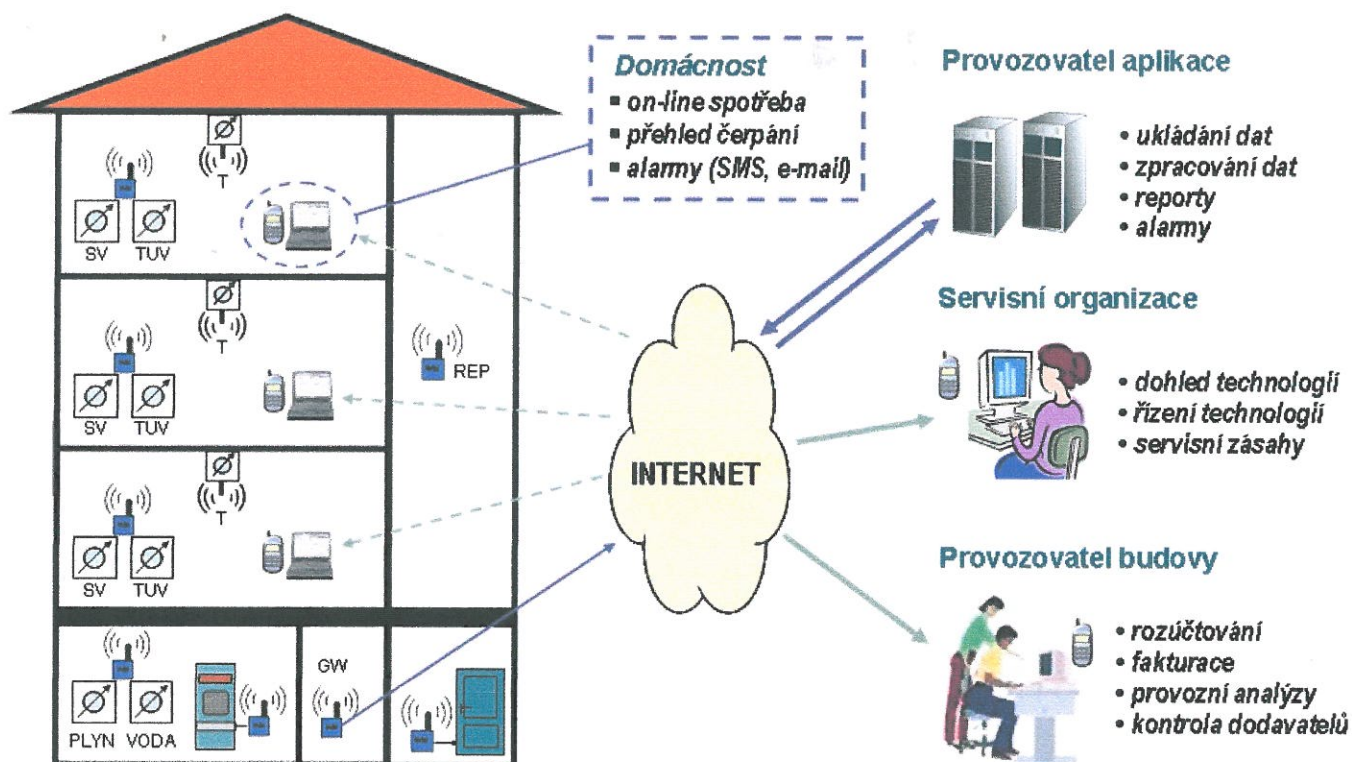 Domácnost
▪ on-line spotřeba
▪ přehled čerpání
▪ alarmy (SMS, e-mail)
Provozovatel aplikace
• ukládání dat
• zpracování dat
• reporty
• alarmy
T
SV TUV
T
SV TUV
REP
T
SV TUV
INTERNET
Servisní organizace
• dohled technologií
• řízení technologií
• servisní zásahy
Provozovatel budovy
• rozúčtování
• fakturace
• provozní analýzy
• kontrola dodavatelů
GW
PLYN VODA